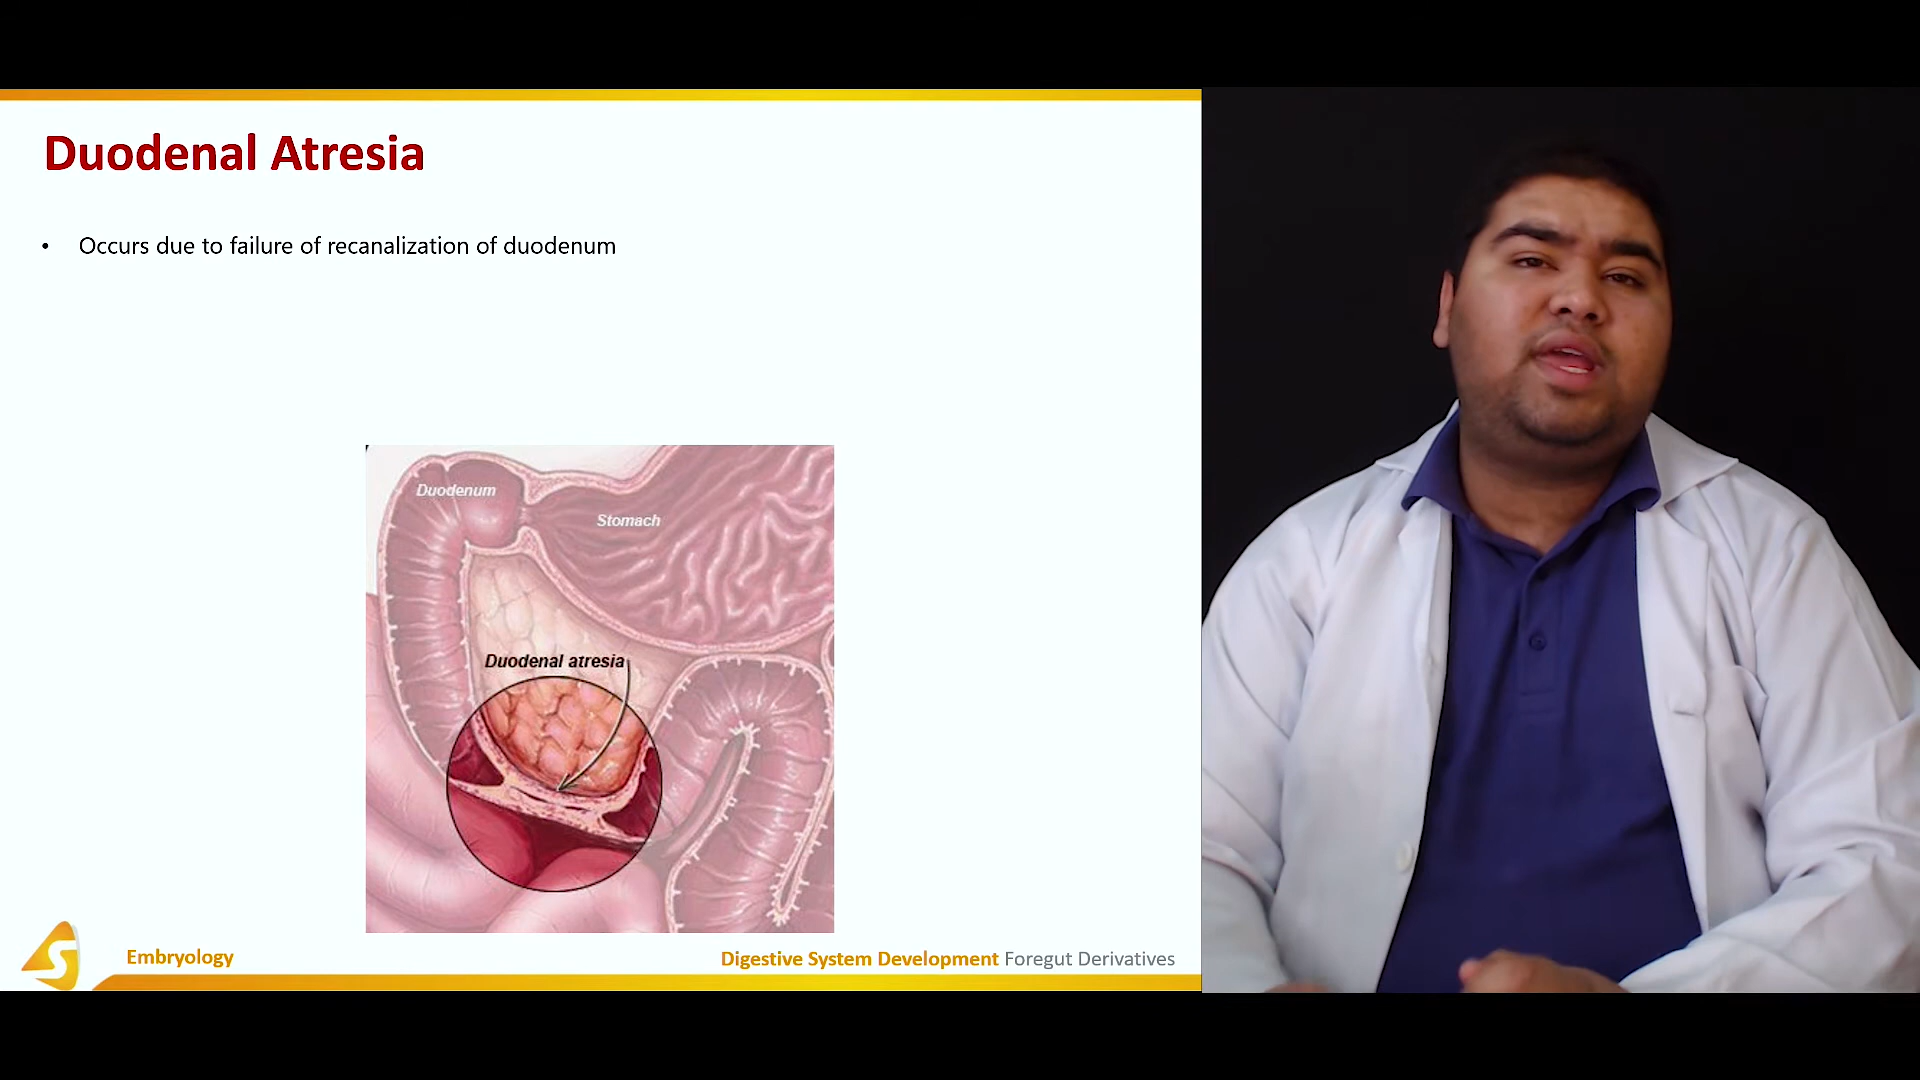 Duodenal Atresia
• Occurs due to failure of recanalization of duodenum
Duodenum
Stomach
Duodenal atresia
S
Embryology
Digestive System Development Foregut Derivatives